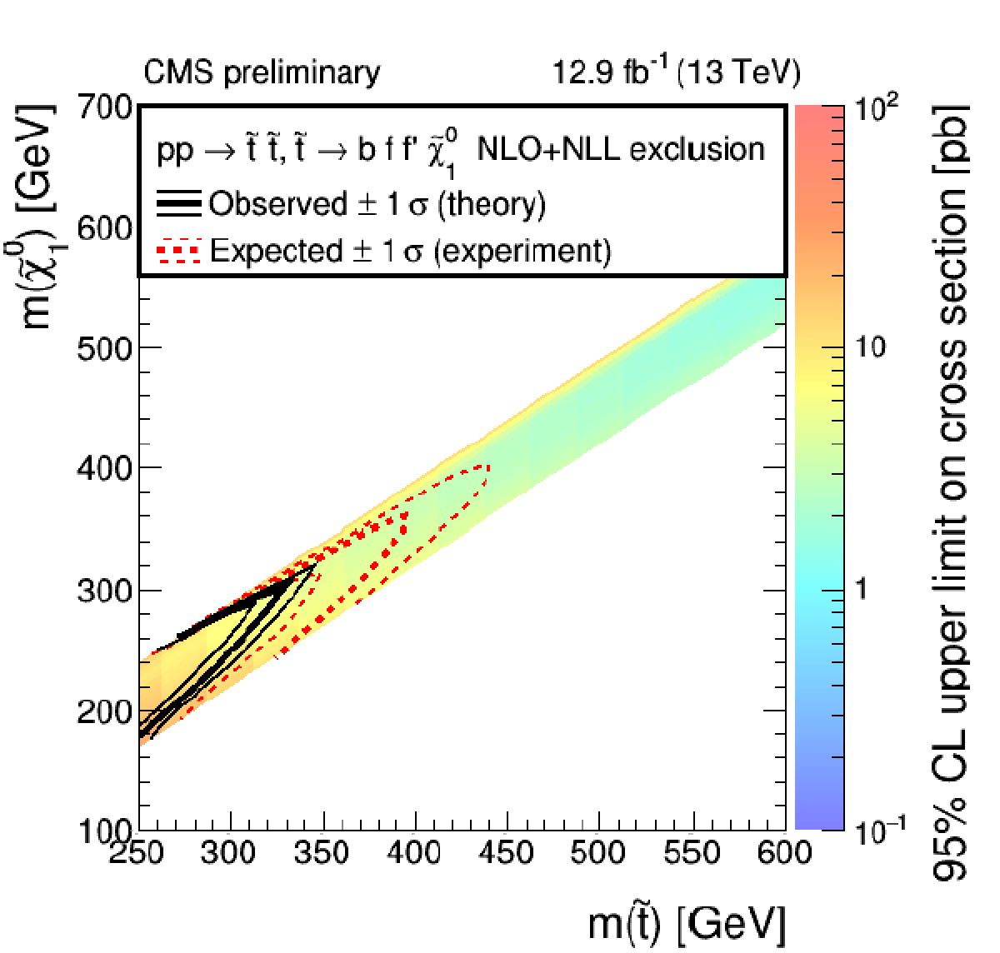 CMS preliminary 12.9 fb⁻¹ (13 TeV)
pp → t̃ t̃, t̃ → b f f' χ̃⁰₁ NLO+NLL exclusion
Observed ± 1 σ (theory)
Expected ± 1 σ (experiment)
m(χ̃⁰₁) [GeV]
700
600
500
400
300
200
100
250 300 350 400 450 500 550 600
m(t̃) [GeV]
10²
10
1
10⁻¹
95% CL upper limit on cross section [pb]